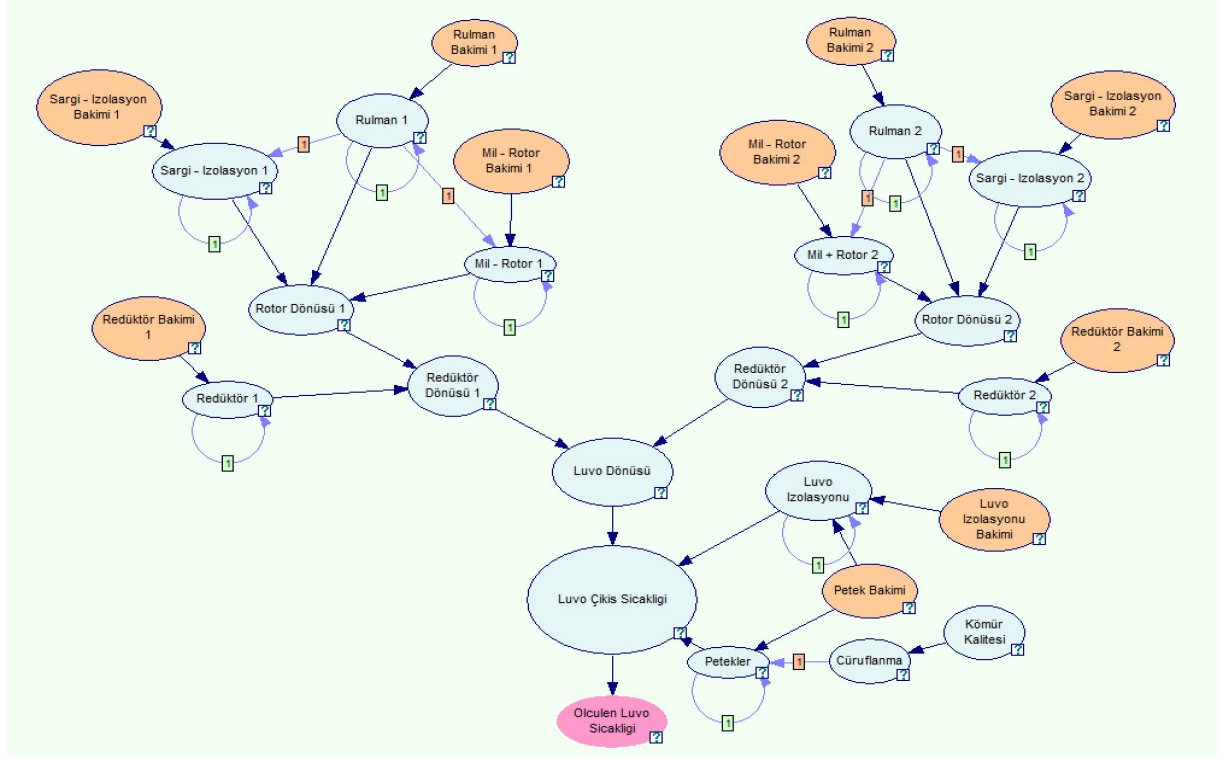 Rulman
Bakimi 1
?
Rulman
Bakimi 2
?
Sargi - Izolasyon
Bakimi 1
?
Rulman 1
?
Sargi - Izolasyon
Bakimi 2
?
Rulman 2
?
1
Mil - Rotor
Bakimi 1
?
Mil - Rotor
Bakimi 2
?
1
Sargi - Izolasyon 1
?
Sargi - Izolasyon 2
?
1
1
1
1
1
1
Mil - Rotor 1
?
Mil + Rotor 2
?
Rotor Dönüsü 1
?
1
1
Rotor Dönüsü 2
?
Redüktör Bakimi
1
?
Redüktör Bakimi
2
?
Redüktör
Dönüsü 1
?
Redüktör
Dönüsü 2
?
Redüktör 1
?
Redüktör 2
?
1
1
Luvo Dönüsü
?
Luvo
Izolasyonu
?
Luvo
Izolasyonu
Bakimi
?
1
Luvo Çikis Sicakligi
?
Petek Bakimi
?
Kömür
Kalitesi
?
Petekler
?
1
Cüruflanma
?
1
Olculen Luvo
Sicakligi
?